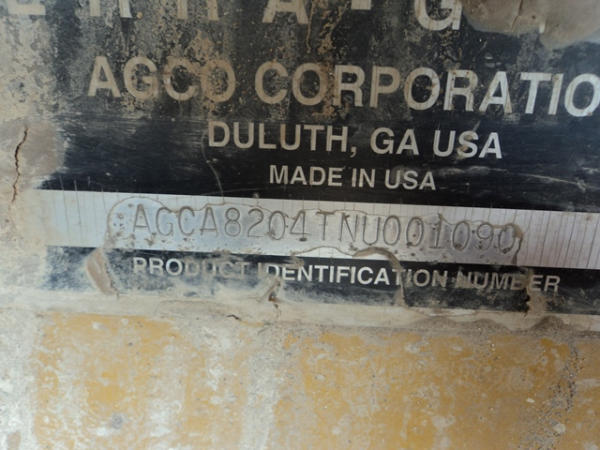 AGCO CORPORATIO
DULUTH, GA USA
MADE IN USA
AGCA8204TNU001090
PRODUCT IDENTIFICATION NUMBER